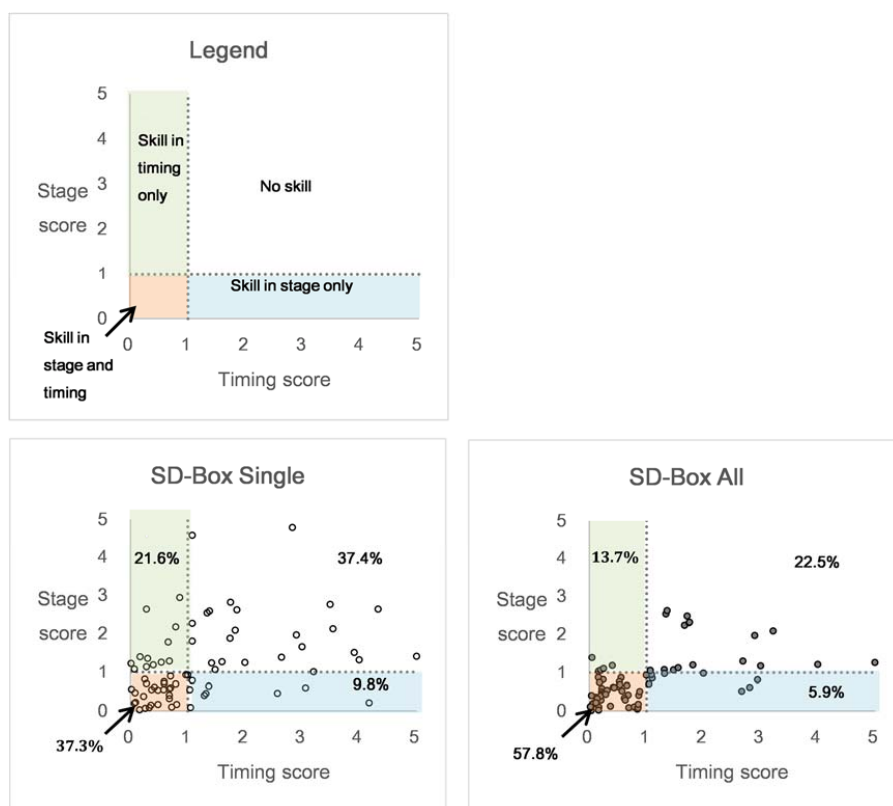 Legend
5
4
3
2
1
0
Stage
score
Skill in
timing
only
No skill
Skill in stage only
Skill in
stage and
timing
0 1 2 3 4 5
Timing score
SD-Box Single
5
4
3
2
1
0
Stage
score
21.6%
37.4%
9.8%
37.3%
0 1 2 3 4 5
Timing score
SD-Box All
5
4
3
2
1
0
Stage
score
13.7%
22.5%
5.9%
57.8%
0 1 2 3 4 5
Timing score